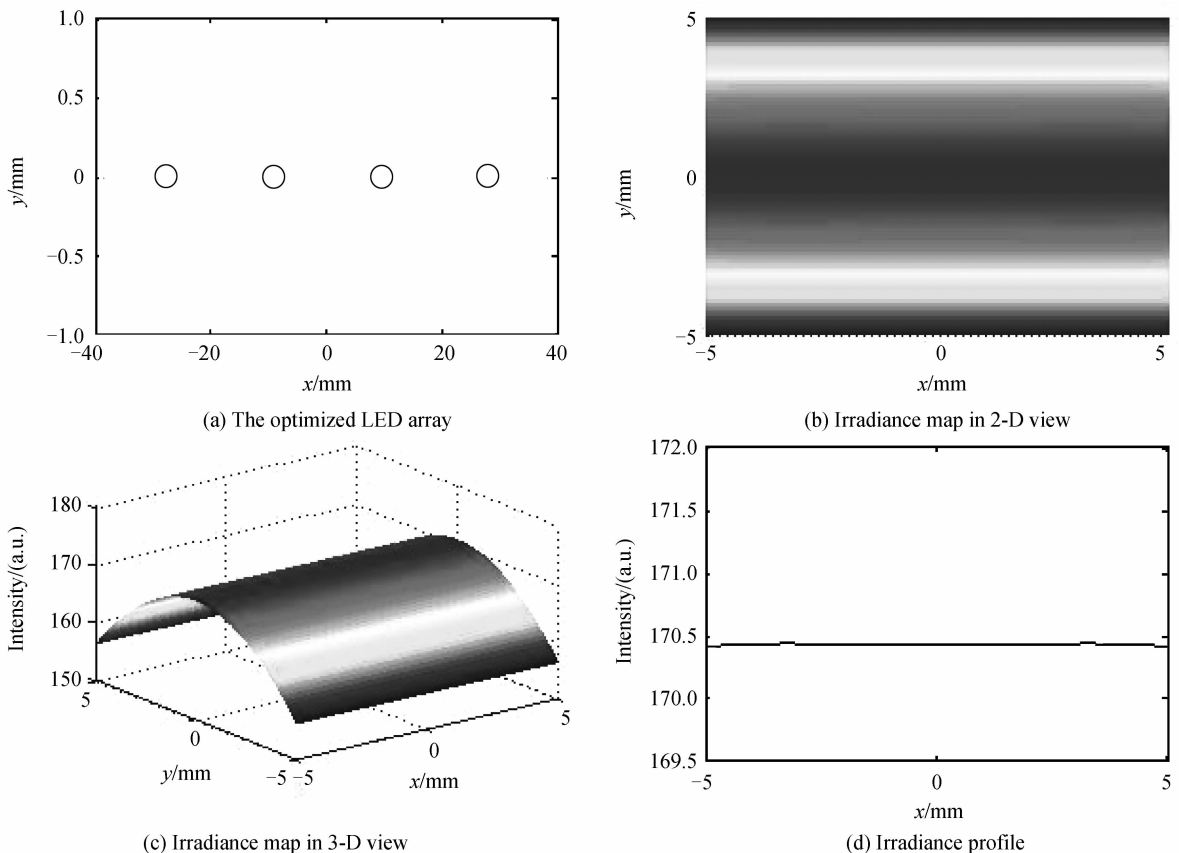 1.0
0.5
0
−0.5
−1.0
y/mm
−40
−20
0
20
40
x/mm
(a) The optimized LED array
5
0
−5
y/mm
−5
0
5
x/mm
(b) Irradiance map in 2-D view
180
170
160
150
Intensity/(a.u.)
5
0
−5
y/mm
−5
0
5
x/mm
(c) Irradiance map in 3-D view
172.0
171.5
171.0
170.5
170.0
169.5
Intensity/(a.u.)
−5
0
5
x/mm
(d) Irradiance profile